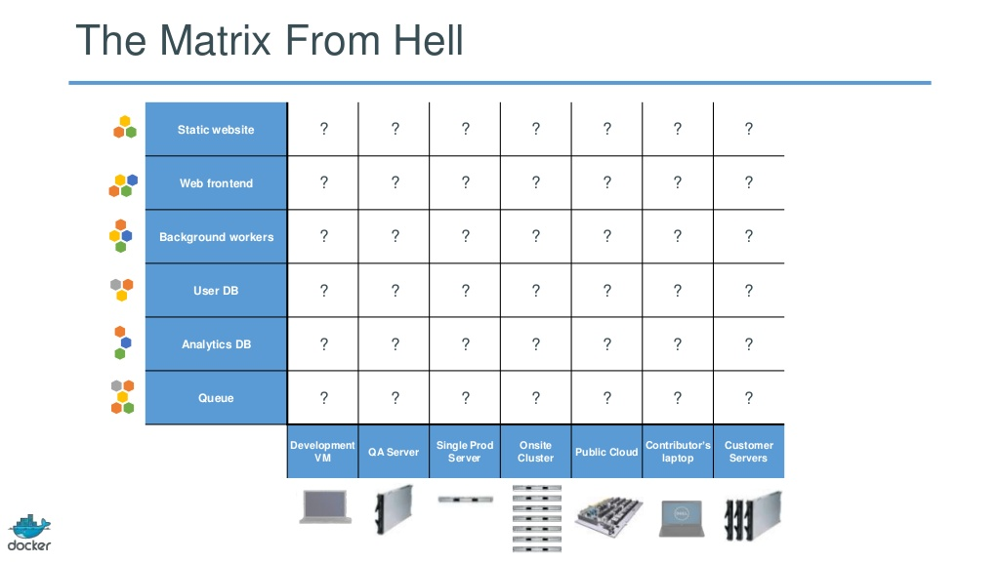 The Matrix From Hell
Static website ? ? ? ? ? ? ?
Web frontend ? ? ? ? ? ? ?
Background workers ? ? ? ? ? ? ?
User DB ? ? ? ? ? ? ?
Analytics DB ? ? ? ? ? ? ?
Queue ? ? ? ? ? ? ?
Development
VM
QA Server
Single Prod
Server
Onsite
Cluster
Public Cloud
Contributor's
laptop
Customer
Servers
DELL
docker